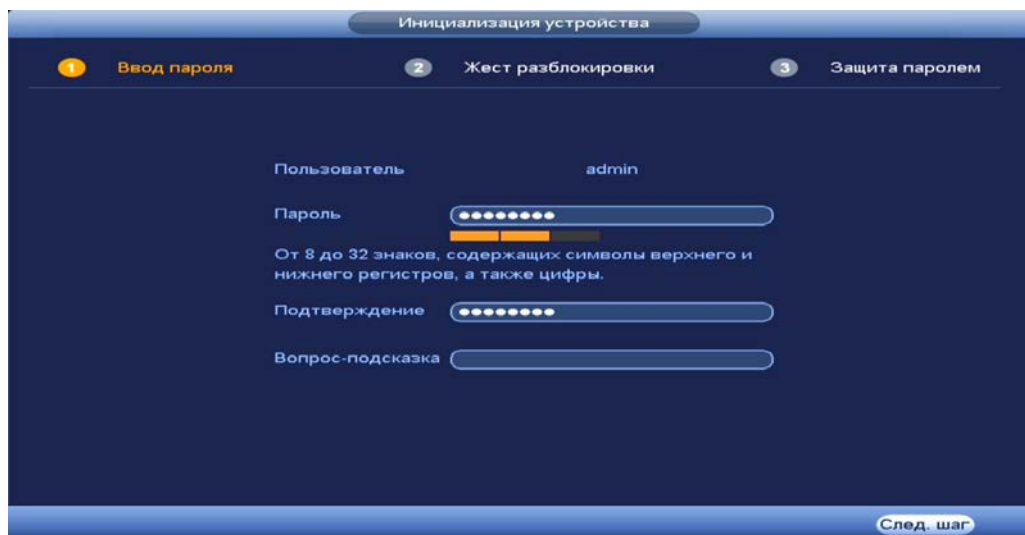 Инициализация устройства
1 Ввод пароля 2 Жест разблокировки 3 Защита паролем
Пользователь admin
Пароль ●●●●●●●●
От 8 до 32 знаков, содержащих символы верхнего и
нижнего регистров, а также цифры.
Подтверждение ●●●●●●●●
Вопрос-подсказка
След. шаг